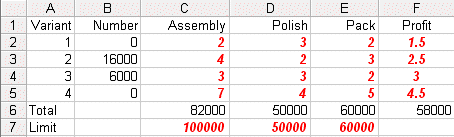 A B C D E F
1 Variant Number Assembly Polish Pack Profit
2 1 0 2 3 2 1.5
3 2 16000 4 2 3 2.5
4 3 6000 3 3 2 3
5 4 0 7 4 5 4.5
6 Total 82000 50000 60000 58000
7 Limit 100000 50000 60000